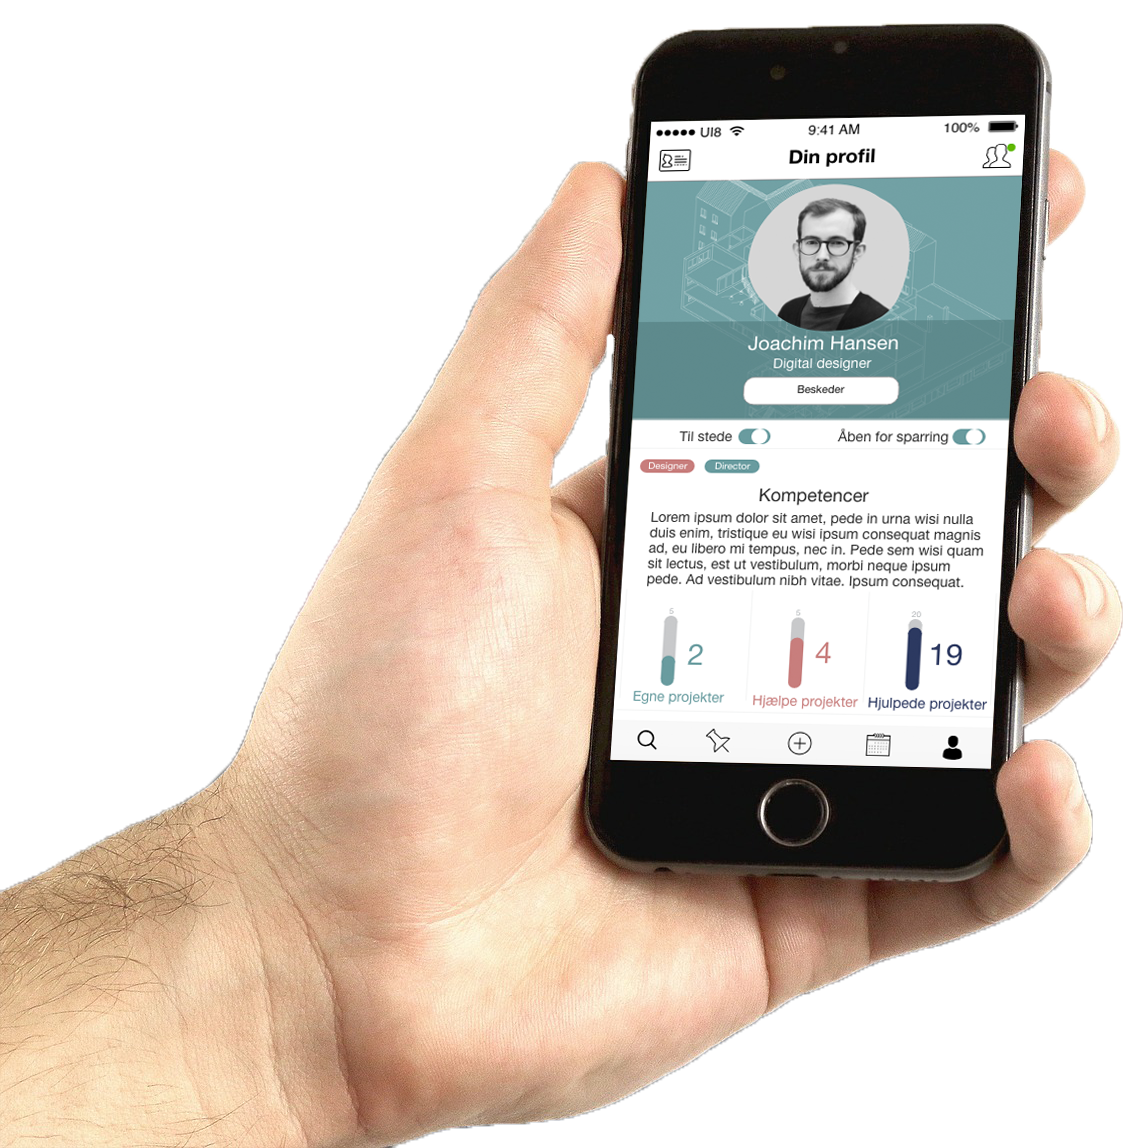 UI8 9:41 AM 100%
Din profil
Joachim Hansen
Digital designer
Beskeder
Til stede Åben for sparring
Designer Director
Kompetencer
Lorem ipsum dolor sit amet, pede in urna wisi nulla
duis enim, tristique eu wisi ipsum consequat magnis
ad, eu libero mi tempus, nec in. Pede sem wisi quam
sit lectus, est ut vestibulum, morbi neque ipsum
pede. Ad vestibulum nibh vitae. Ipsum consequat.
5 5 20
2 4 19
Egne projekter Hjælpe projekter Hjulpede projekter